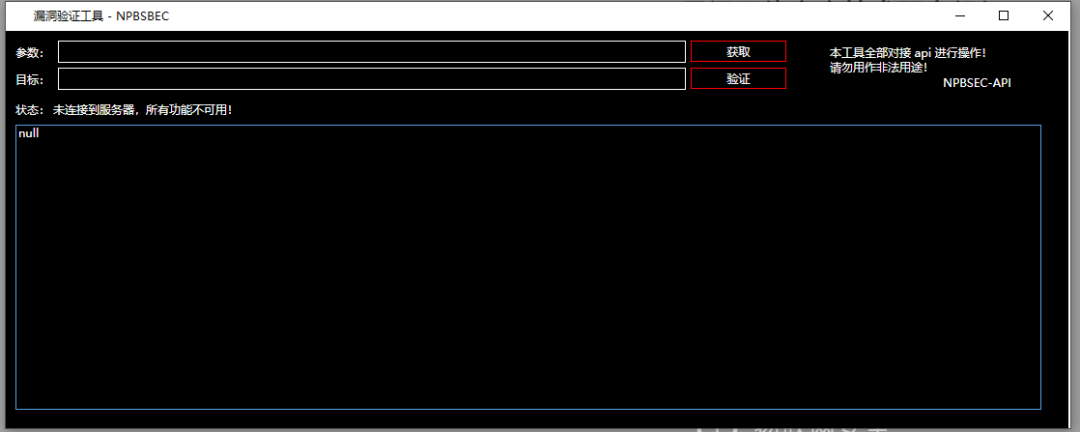 漏洞验证工具 - NPBSBEC
参数:
获取
本工具全部对接 api 进行操作!
请勿用作非法用途!
目标:
验证
NPBSEC-API
状态: 未连接到服务器，所有功能不可用!
null